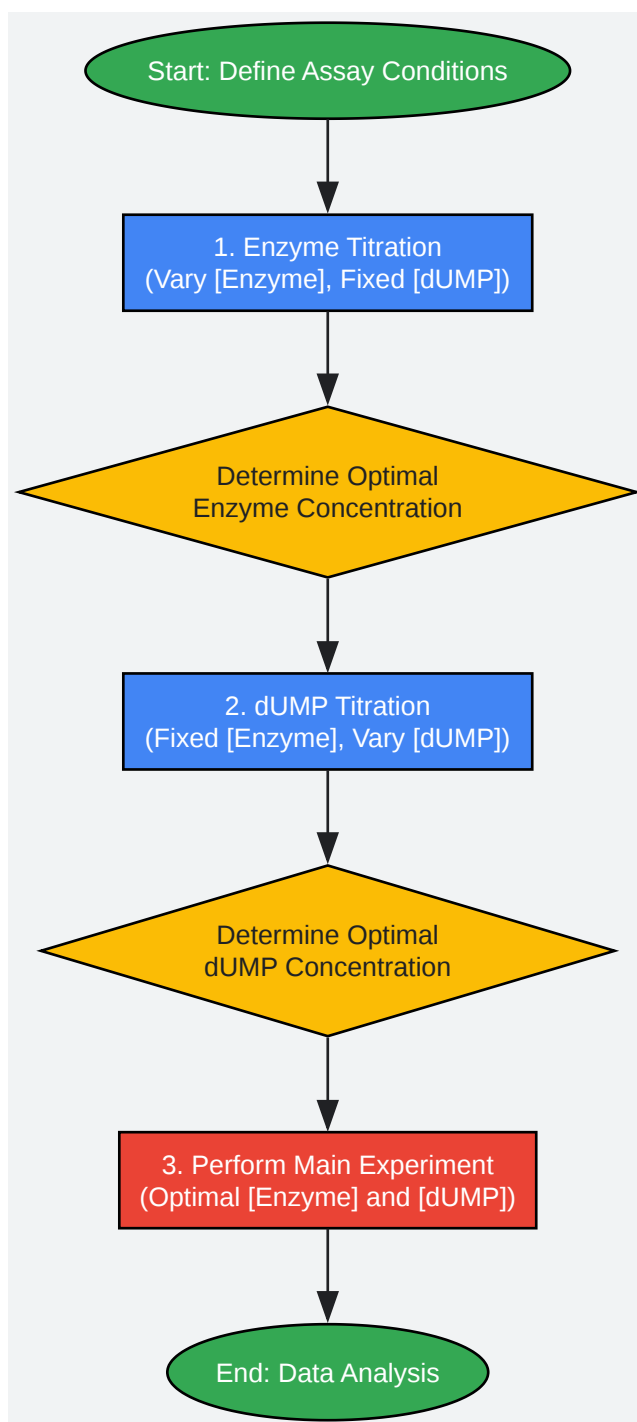 Start: Define Assay Conditions
1. Enzyme Titration
(Vary [Enzyme], Fixed [dUMP])
Determine Optimal
Enzyme Concentration
2. dUMP Titration
(Fixed [Enzyme], Vary [dUMP])
Determine Optimal
dUMP Concentration
3. Perform Main Experiment
(Optimal [Enzyme] and [dUMP])
End: Data Analysis